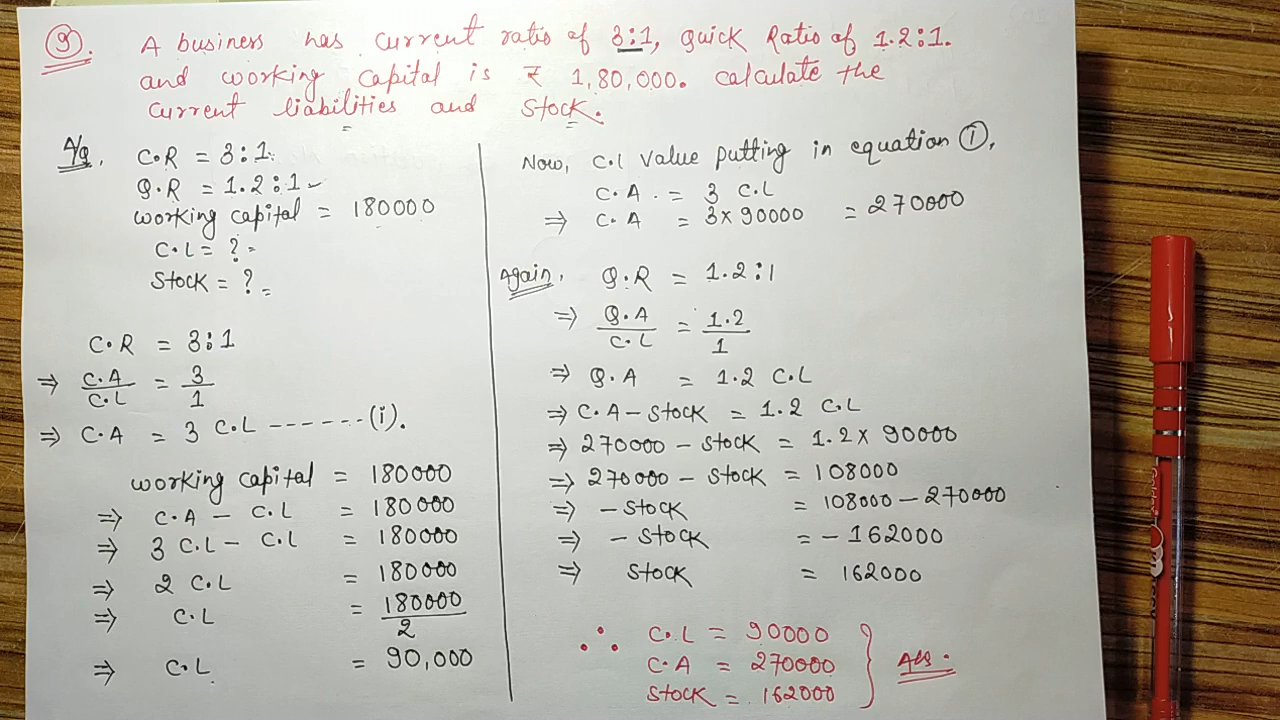 9. A business has current ratio of 3:1, Quick Ratio of 1.2:1.
and working capital is ₹ 1,80,000. calculate the
current liabilities and Stock.
A/Q, C.R = 3:1.
Q.R = 1.2:1
working capital = 180000
C.L = ?
Stock = ?
C.R = 3:1
⇒ C.A/C.L = 3/1
⇒ C.A = 3 C.L ------(i).
working capital = 180000
⇒ C.A - C.L = 180000
⇒ 3 C.L - C.L = 180000
⇒ 2 C.L = 180000
⇒ C.L = 180000/2
⇒ C.L = 90,000
Now, C.L value putting in equation (i),
C.A. = 3 C.L
⇒ C.A = 3×90000 = 270000
Again, Q.R = 1.2:1
⇒ Q.A/C.L = 1.2/1
⇒ Q.A = 1.2 C.L
⇒ C.A - Stock = 1.2 C.L
⇒ 270000 - Stock = 1.2 × 90000
⇒ 270000 - Stock = 108000
⇒ - Stock = 108000 - 270000
⇒ - Stock = - 162000
⇒ Stock = 162000
∴ C.L = 90000
C.A = 270000
Stock = 162000
} Ans.